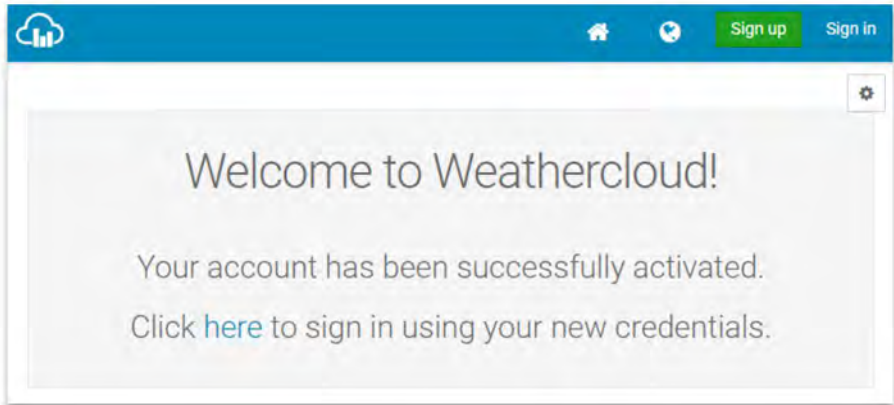 Sign up Sign in
Welcome to Weathercloud!
Your account has been successfully activated.
Click here to sign in using your new credentials.